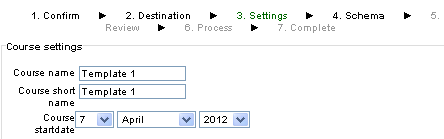 1. Confirm ► 2. Destination ► 3. Settings ► 4. Schema ► 5.
Review ► 6. Process ► 7. Complete
Course settings
Course name Template 1
Course short Template 1
name
Course 7 April 2012
startdate